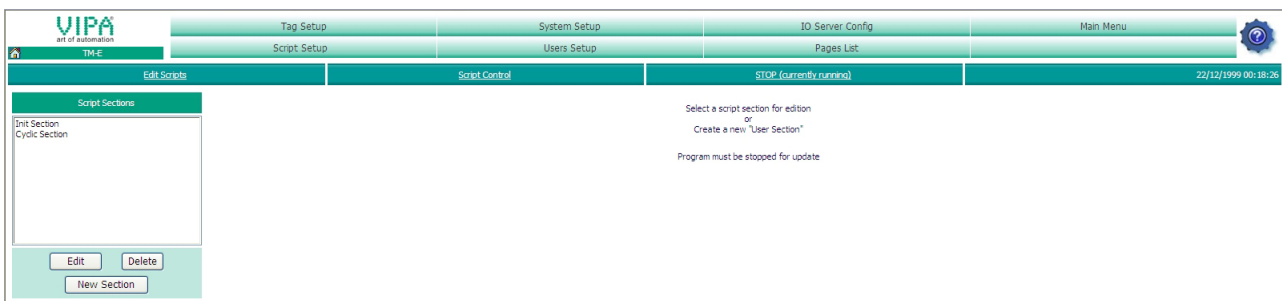 VIPA
art of automation
TM-E
Tag Setup
System Setup
IO Server Config
Main Menu
Script Setup
Users Setup
Pages List
Edit Scripts
Script Control
STOP (currently running)
22/12/1999 00:18:26
Script Sections
Init Section
Cyclic Section
Edit
Delete
New Section
Select a script section for edition
or
Create a new "User Section"
Program must be stopped for update
?